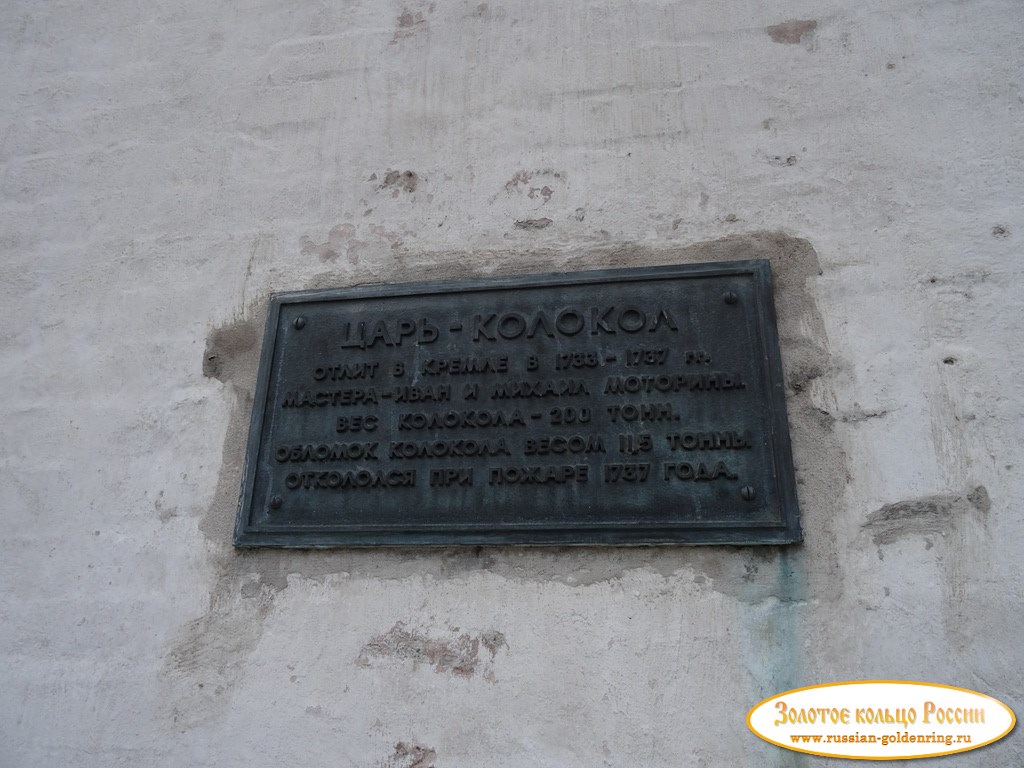 ЦАРЬ - КОЛОКОЛ
ОТЛИТ В КРЕМЛЕ В 1733 - 1737 гг.
МАСТЕРА - ИВАН И МИХАИЛ МОТОРИНЫ.
ВЕС КОЛОКОЛА - 200 ТОНН.
ОБЛОМОК КОЛОКОЛА ВЕСОМ 11,5 ТОННЫ
ОТКОЛОЛСЯ ПРИ ПОЖАРЕ 1737 ГОДА.
Золотое кольцо России
www.russian-goldenring.ru